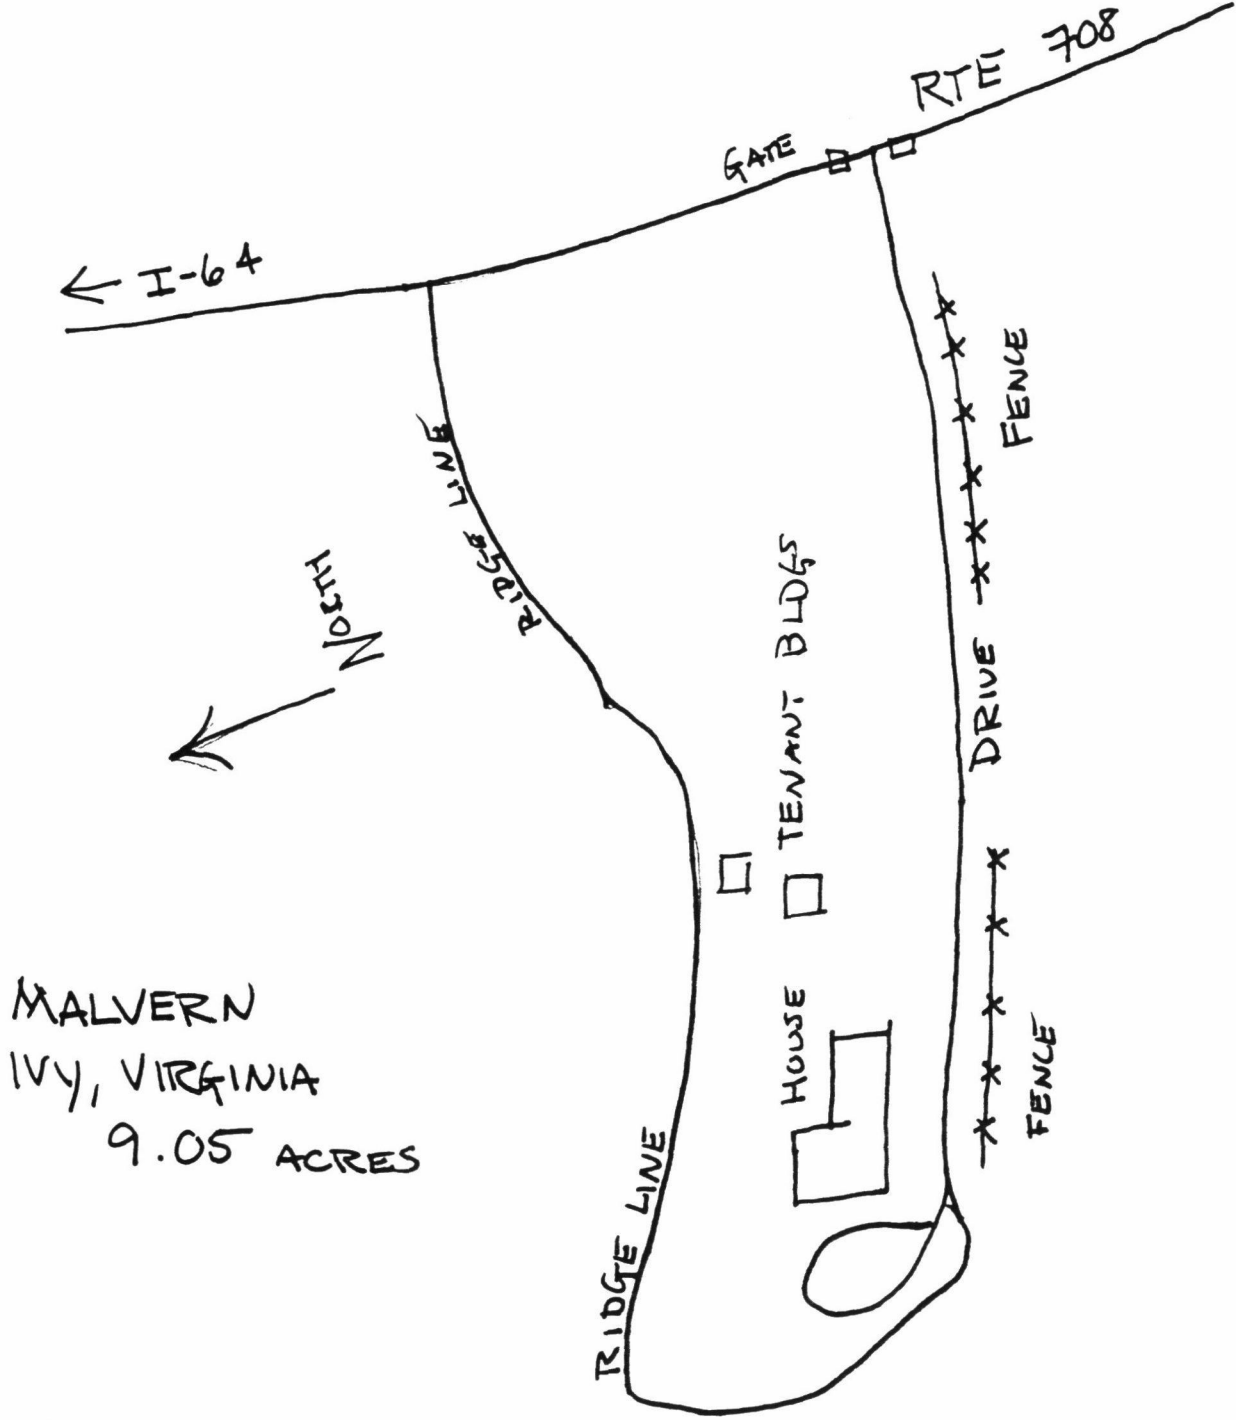 RTE 708
GATE
← I-64
FENCE
RIDGE LINE
NORTH
TENANT BLDGS
DRIVE
HOUSE
MALVERN
IVY, VIRGINIA
9.05 ACRES
FENCE
RIDGE LINE